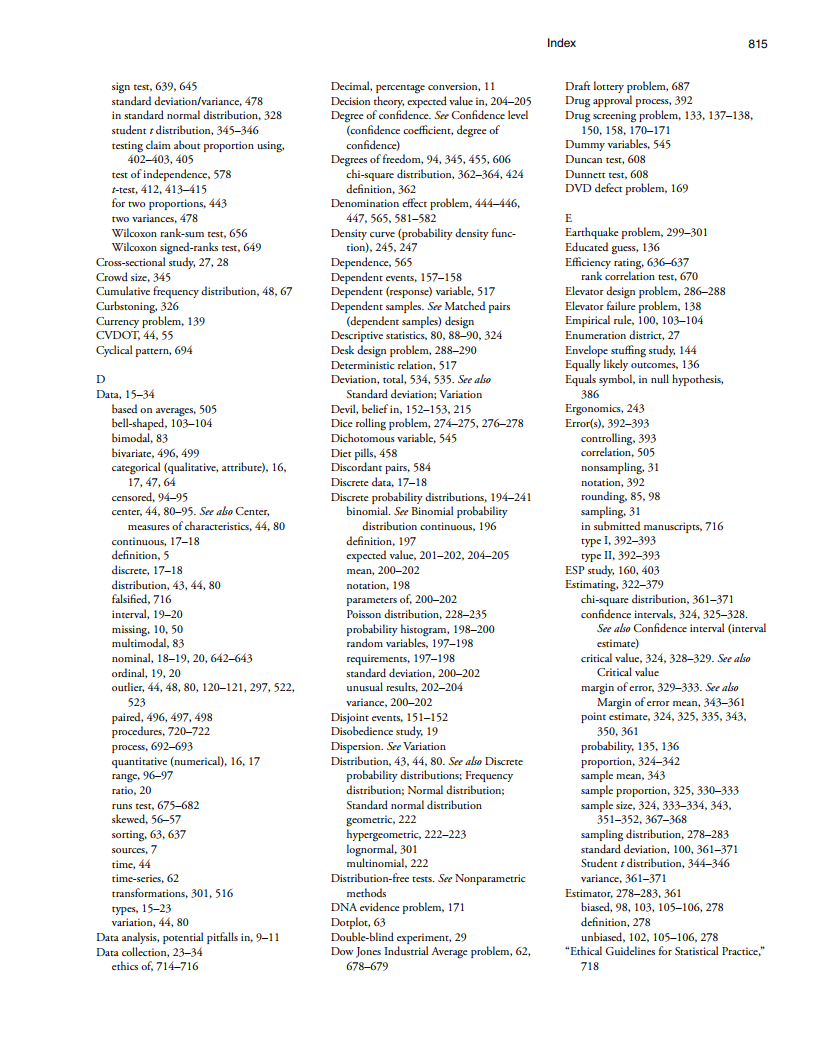 Index 815
sign test, 639, 645
standard deviation/variance, 478
in standard normal distribution, 328
student t distribution, 345–346
testing claim about proportion using,
402–403, 405
test of independence, 578
t-test, 412, 413–415
for two proportions, 443
two variances, 478
Wilcoxon rank-sum test, 656
Wilcoxon signed-ranks test, 649
Cross-sectional study, 27, 28
Crowd size, 345
Cumulative frequency distribution, 48, 67
Curbstoning, 326
Currency problem, 139
CVDOT, 44, 55
Cyclical pattern, 694
D
Data, 15–34
based on averages, 505
bell-shaped, 103–104
bimodal, 83
bivariate, 496, 499
categorical (qualitative, attribute), 16,
17, 47, 64
censored, 94–95
center, 44, 80–95. See also Center,
measures of characteristics, 44, 80
continuous, 17–18
definition, 5
discrete, 17–18
distribution, 43, 44, 80
falsified, 716
interval, 19–20
missing, 10, 50
multimodal, 83
nominal, 18–19, 20, 642–643
ordinal, 19, 20
outlier, 44, 48, 80, 120–121, 297, 522,
523
paired, 496, 497, 498
procedures, 720–722
process, 692–693
quantitative (numerical), 16, 17
range, 96–97
ratio, 20
runs test, 675–682
skewed, 56–57
sorting, 63, 637
sources, 7
time, 44
time-series, 62
transformations, 301, 516
types, 15–23
variation, 44, 80
Data analysis, potential pitfalls in, 9–11
Data collection, 23–34
ethics of, 714–716
Decimal, percentage conversion, 11
Decision theory, expected value in, 204–205
Degree of confidence. See Confidence level
(confidence coefficient, degree of
confidence)
Degrees of freedom, 94, 345, 455, 606
chi-square distribution, 362–364, 424
definition, 362
Denomination effect problem, 444–446,
447, 565, 581–582
Density curve (probability density func-
tion), 245, 247
Dependence, 565
Dependent events, 157–158
Dependent (response) variable, 517
Dependent samples. See Matched pairs
(dependent samples) design
Descriptive statistics, 80, 88–90, 324
Desk design problem, 288–290
Deterministic relation, 517
Deviation, total, 534, 535. See also
Standard deviation; Variation
Devil, belief in, 152–153, 215
Dice rolling problem, 274–275, 276–278
Dichotomous variable, 545
Diet pills, 458
Discordant pairs, 584
Discrete data, 17–18
Discrete probability distributions, 194–241
binomial. See Binomial probability
distribution continuous, 196
definition, 197
expected value, 201–202, 204–205
mean, 200–202
notation, 198
parameters of, 200–202
Poisson distribution, 228–235
probability histogram, 198–200
random variables, 197–198
requirements, 197–198
standard deviation, 200–202
unusual results, 202–204
variance, 200–202
Disjoint events, 151–152
Disobedience study, 19
Dispersion. See Variation
Distribution, 43, 44, 80. See also Discrete
probability distributions; Frequency
distribution; Normal distribution;
Standard normal distribution
geometric, 222
hypergeometric, 222–223
lognormal, 301
multinomial, 222
Distribution-free tests. See Nonparametric
methods
DNA evidence problem, 171
Dotplot, 63
Double-blind experiment, 29
Dow Jones Industrial Average problem, 62,
678–679
Draft lottery problem, 687
Drug approval process, 392
Drug screening problem, 133, 137–138,
150, 158, 170–171
Dummy variables, 545
Duncan test, 608
Dunnett test, 608
DVD defect problem, 169
E
Earthquake problem, 299–301
Educated guess, 136
Efficiency rating, 636–637
rank correlation test, 670
Elevator design problem, 286–288
Elevator failure problem, 138
Empirical rule, 100, 103–104
Enumeration district, 27
Envelope stuffing study, 144
Equally likely outcomes, 136
Equals symbol, in null hypothesis,
386
Ergonomics, 243
Error(s), 392–393
controlling, 393
correlation, 505
nonsampling, 31
notation, 392
rounding, 85, 98
sampling, 31
in submitted manuscripts, 716
type I, 392–393
type II, 392–393
ESP study, 160, 403
Estimating, 322–379
chi-square distribution, 361–371
confidence intervals, 324, 325–328.
See also Confidence interval (interval
estimate)
critical value, 324, 328–329. See also
Critical value
margin of error, 329–333. See also
Margin of error mean, 343–361
point estimate, 324, 325, 335, 343,
350, 361
probability, 135, 136
proportion, 324–342
sample mean, 343
sample proportion, 325, 330–333
sample size, 324, 333–334, 343,
351–352, 367–368
sampling distribution, 278–283
standard deviation, 100, 361–371
Student t distribution, 344–346
variance, 361–371
Estimator, 278–283, 361
biased, 98, 103, 105–106, 278
definition, 278
unbiased, 102, 105–106, 278
“Ethical Guidelines for Statistical Practice,”
718